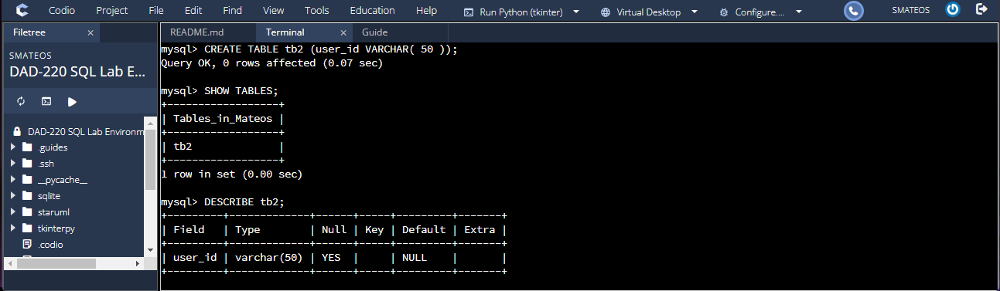 Codio Project File Edit Find View Tools Education Help Run Python (tkinter) Virtual Desktop Configure.... SMATEOS
Filetree × README.md Terminal × Guide
SMATEOS
DAD-220 SQL Lab E...
DAD-220 SQL Lab Environm
.guides
.ssh
__pycache__
sqlite
staruml
tkinterpy
.codio
mysql> CREATE TABLE tb2 (user_id VARCHAR( 50 ));
Query OK, 0 rows affected (0.07 sec)
mysql> SHOW TABLES;
+------------------+
| Tables_in_Mateos |
+------------------+
| tb2              |
+------------------+
1 row in set (0.00 sec)
mysql> DESCRIBE tb2;
+---------+-------------+------+-----+---------+-------+
| Field   | Type        | Null | Key | Default | Extra |
+---------+-------------+------+-----+---------+-------+
| user_id | varchar(50) | YES  |     | NULL    |       |
+---------+-------------+------+-----+---------+-------+